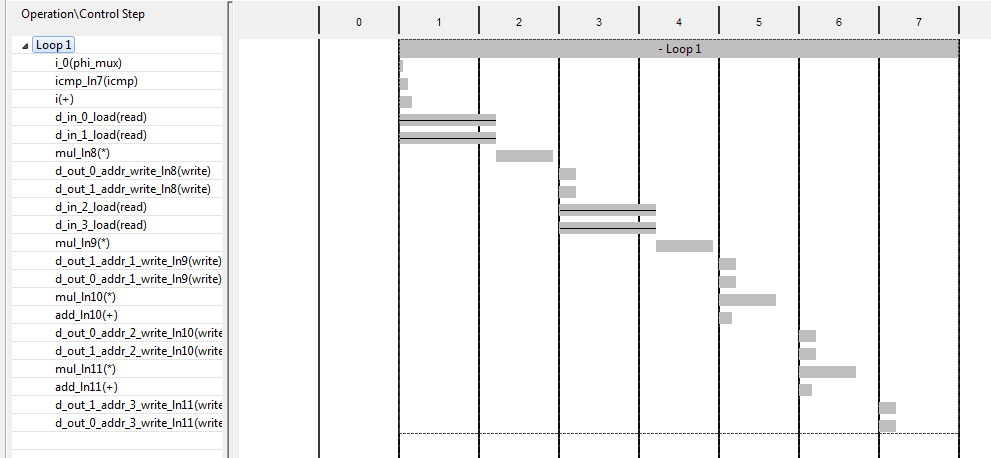 Operation\Control Step
0 1 2 3 4 5 6 7
Loop 1
- Loop 1
i_0(phi_mux)
icmp_ln7(icmp)
i(+)
d_in_0_load(read)
d_in_1_load(read)
mul_ln8(*)
d_out_0_addr_write_ln8(write)
d_out_1_addr_write_ln8(write)
d_in_2_load(read)
d_in_3_load(read)
mul_ln9(*)
d_out_1_addr_1_write_ln9(write)
d_out_0_addr_1_write_ln9(write)
mul_ln10(*)
add_ln10(+)
d_out_0_addr_2_write_ln10(write
d_out_1_addr_2_write_ln10(write
mul_ln11(*)
add_ln11(+)
d_out_1_addr_3_write_ln11(write
d_out_0_addr_3_write_ln11(write